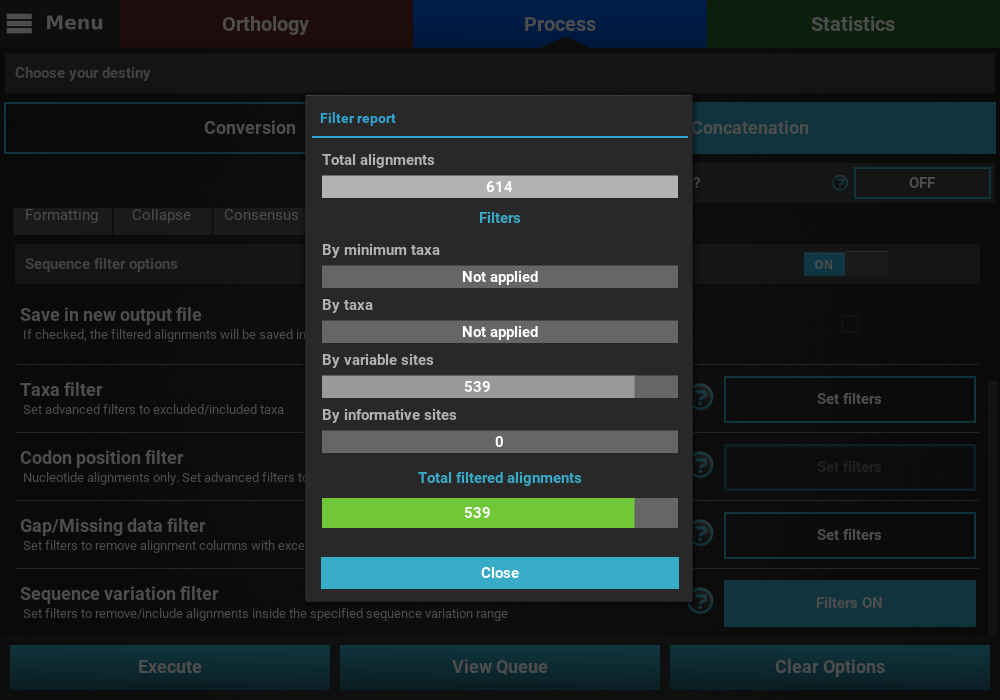 Menu
Orthology
Process
Statistics
Choose your destiny
Conversion
Concatenation
Filter report
Total alignments
614
Filters
By minimum taxa
Not applied
By taxa
Not applied
By variable sites
539
By informative sites
0
Total filtered alignments
539
Close
?
? OFF
Formatting
Collapse
Consensus
Sequence filter options
ON
Save in new output file
If checked, the filtered alignments will be saved in
Taxa filter
Set advanced filters to excluded/included taxa
? Set filters
Codon position filter
Nucleotide alignments only. Set advanced filters to
? Set filters
Gap/Missing data filter
Set filters to remove alignment columns with exce
? Set filters
Sequence variation filter
Set filters to remove/include alignments inside the specified sequence variation range
? Filters ON
Execute
View Queue
Clear Options